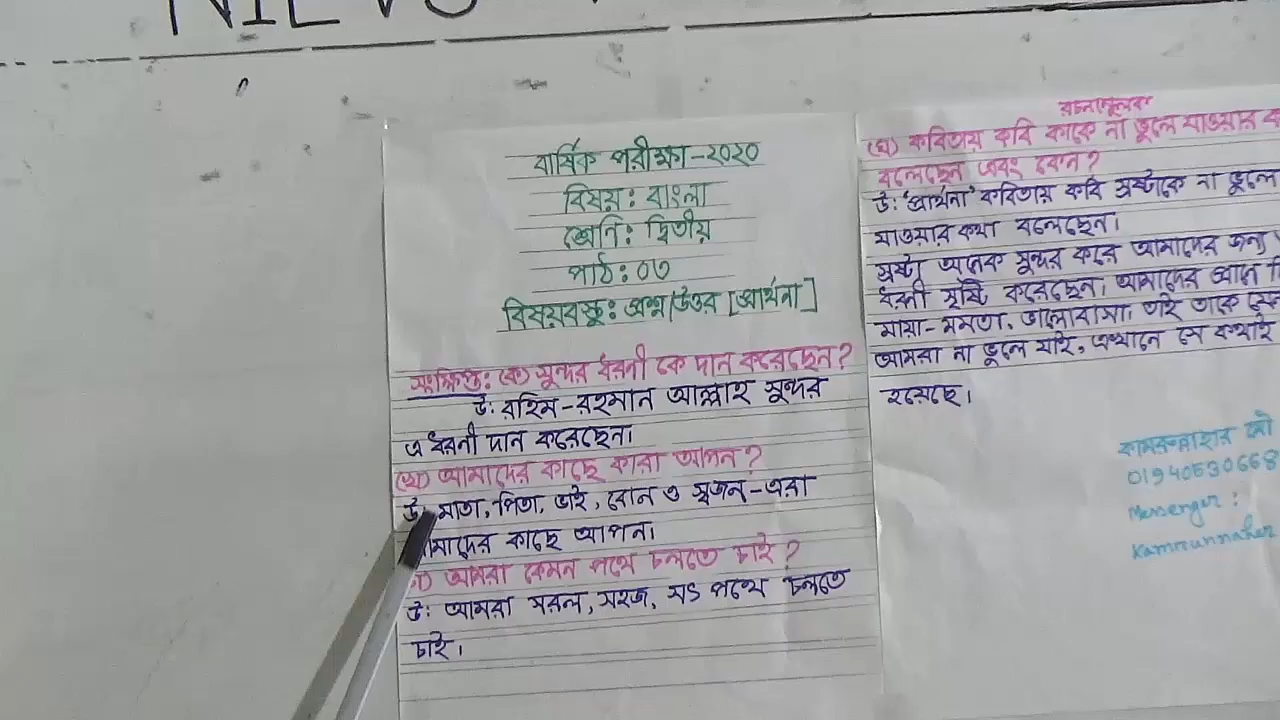 বার্ষিক পরীক্ষা-২০২০
বিষয়: বাংলা
শ্রেণি: দ্বিতীয়
পাঠ: ০৩
বিষয়বস্তু: প্রশ্ন/উত্তর [প্রার্থনা]
সংক্ষিপ্ত: (ক) সুন্দর ধরনী কে দান করেছেন?
উ: রহিম-রহমান আল্লাহ সুন্দর
এ ধরনী দান করেছেন।
(খ) আমাদের কাছে কারা আপন?
উ: মাতা, পিতা, ভাই, বোন ও স্বজন-এরা
আমাদের কাছে আপন।
আমরা কেমন পথে চলতে চাই?
উ: আমরা সরল, সহজ, সৎ পথে চলতে
চাই।
রচনামূলক
(ঘ) কবিতায় কবি কাকে না ভুলে যাওয়ার
বলেছেন এবং কেন?
উ: 'প্রার্থনা' কবিতায় কবি স্রষ্টাকে না ভুলে
যাওয়ার কথা বলেছেন।
স্রষ্টা অনেক সুন্দর করে আমাদের জন্য
ধরনী সৃষ্টি করেছেন। আমাদের প্রাণে
মায়া-মমতা, ভালোবাসা। তাই তাকে
আমরা না ভুলে যাই, এখানে সে কথাই
হয়েছে।
কামরুন্নাহার
Messenger:
Kamrunnaher